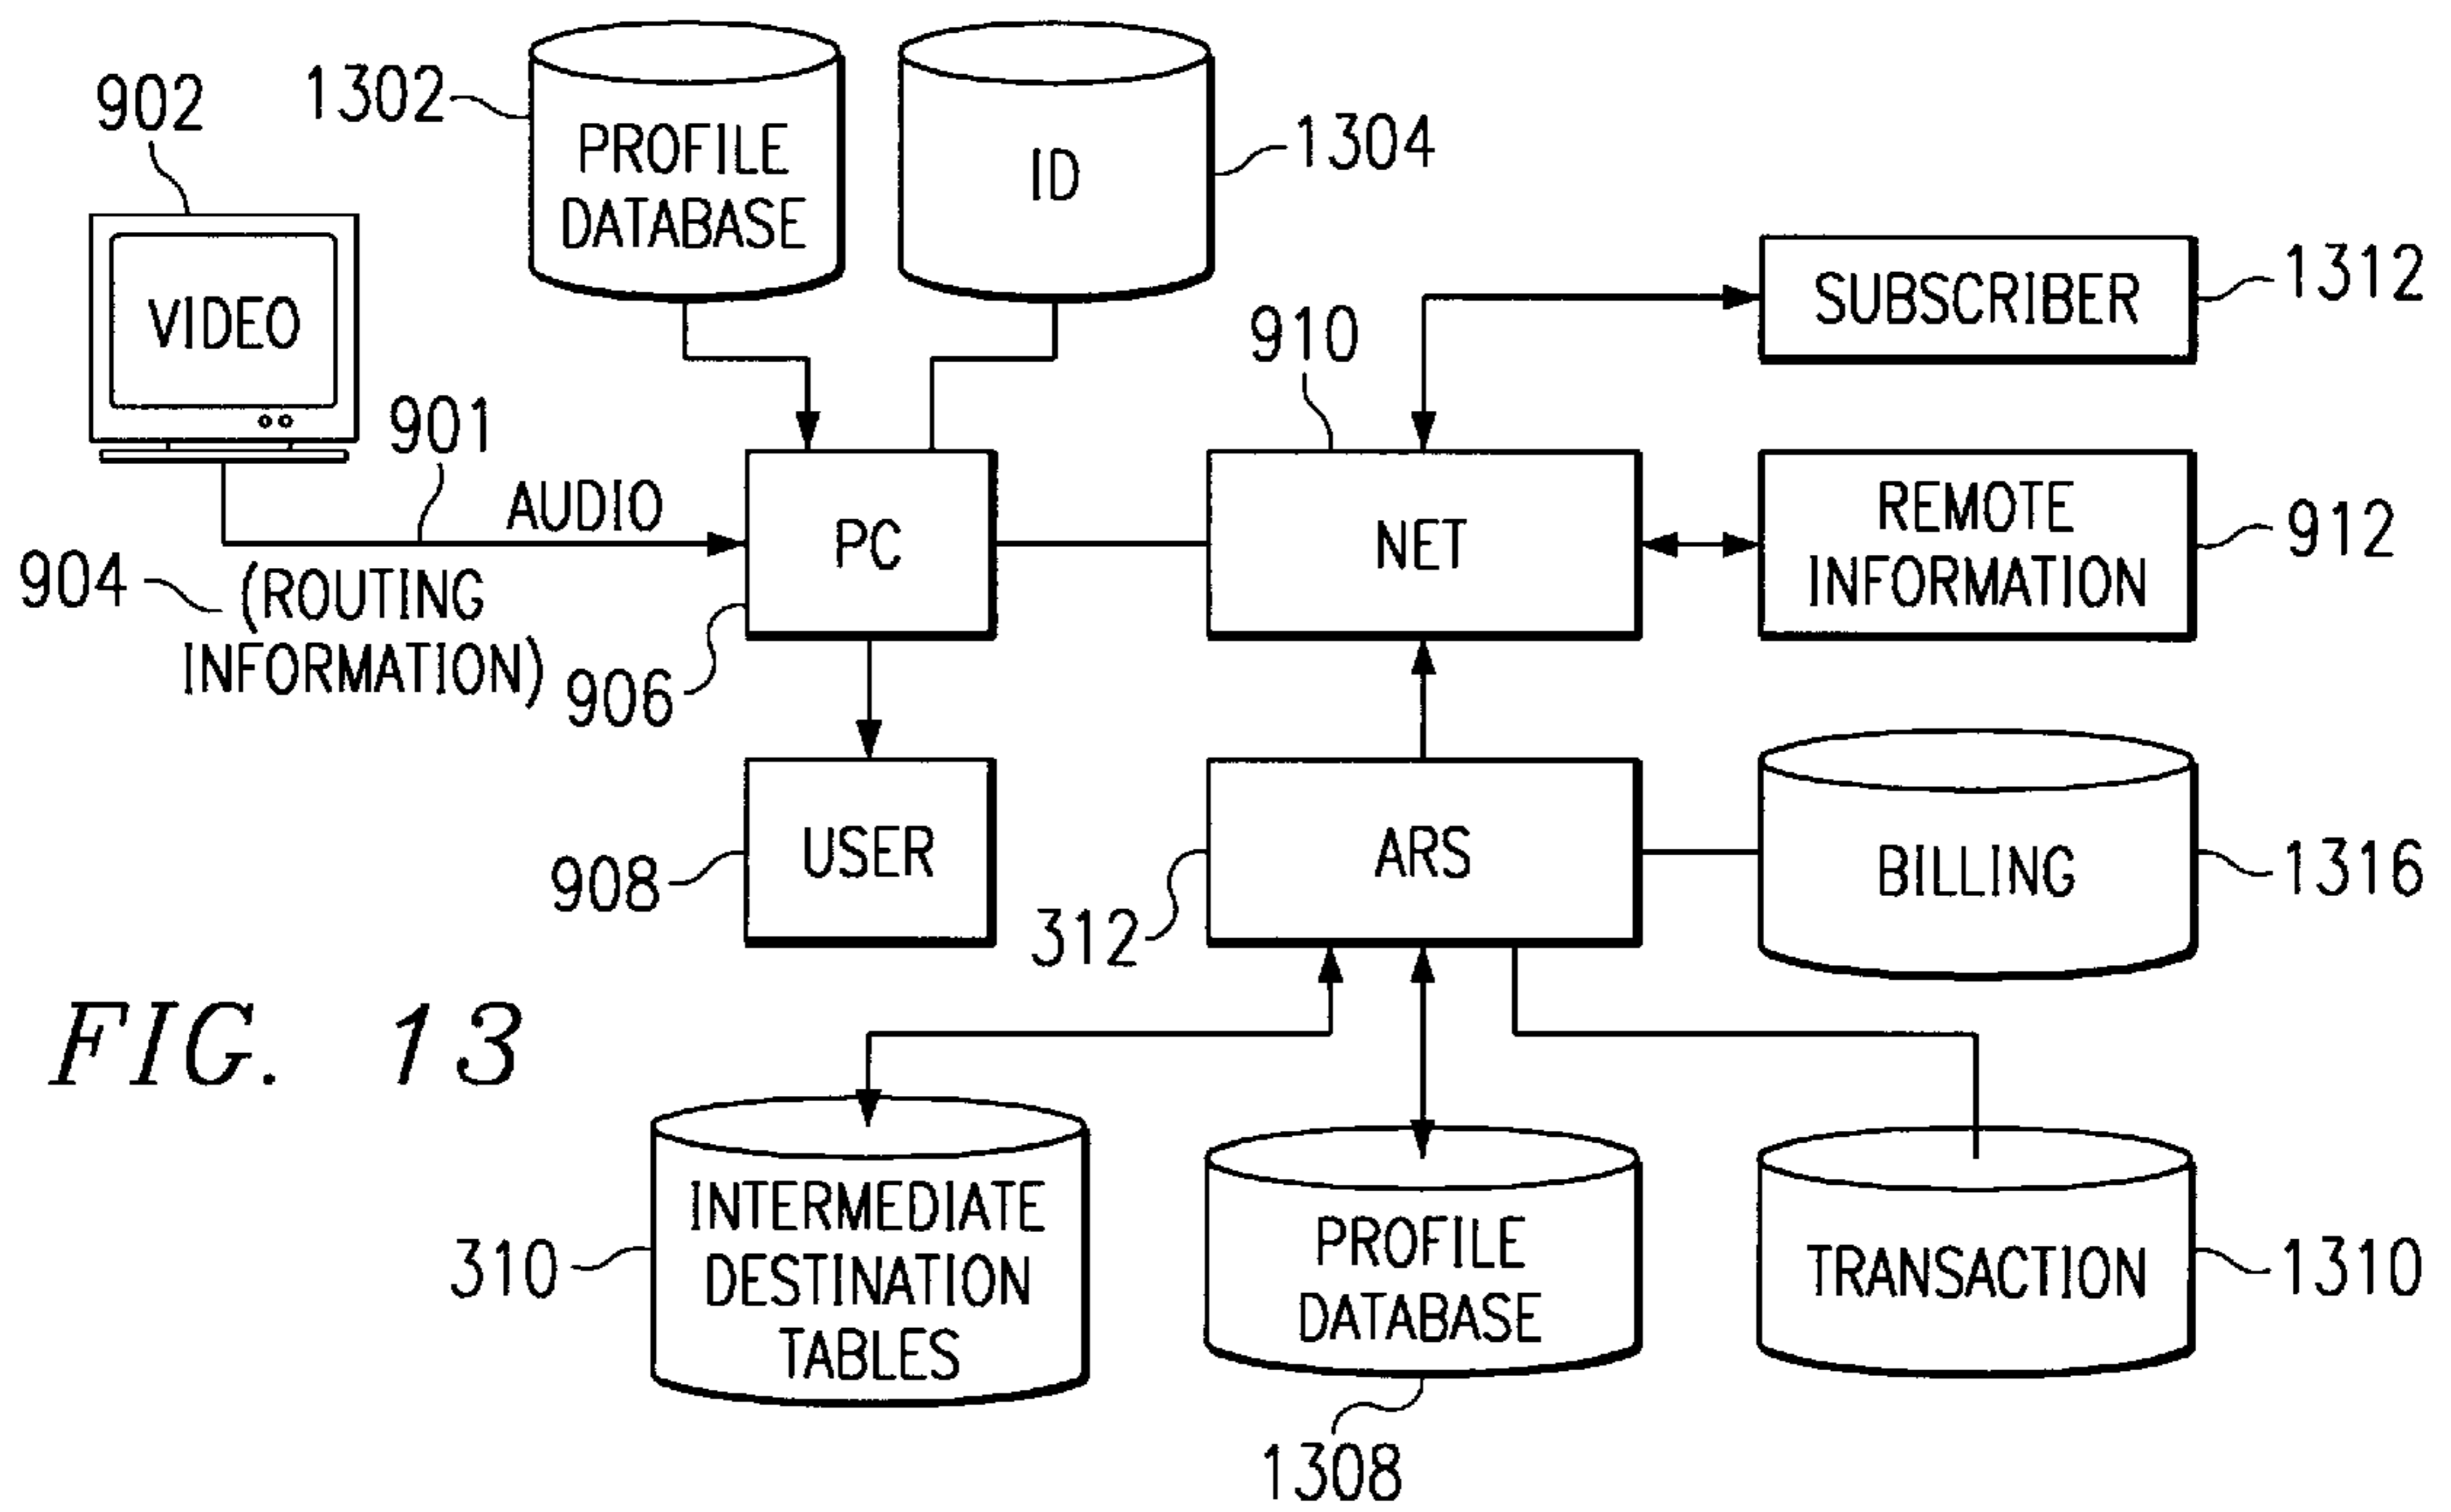 902
1302
PROFILE
DATABASE
ID
1304
VIDEO
901
AUDIO
904
(ROUTING
INFORMATION)
PC
906
910
NET
SUBSCRIBER
1312
REMOTE
INFORMATION
912
USER
908
ARS
312
BILLING
1316
FIG. 13
310
INTERMEDIATE
DESTINATION
TABLES
PROFILE
DATABASE
1308
TRANSACTION
1310